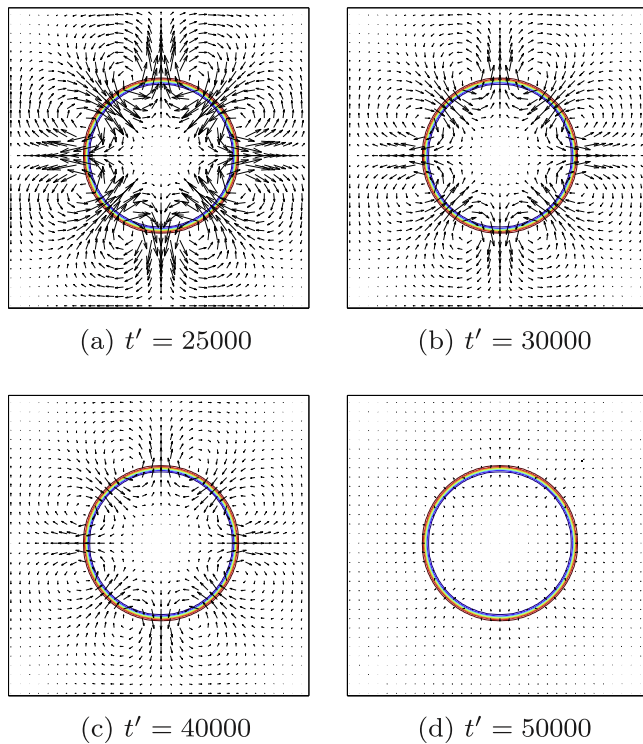 (a) t′ = 25000
(b) t′ = 30000
(c) t′ = 40000
(d) t′ = 50000